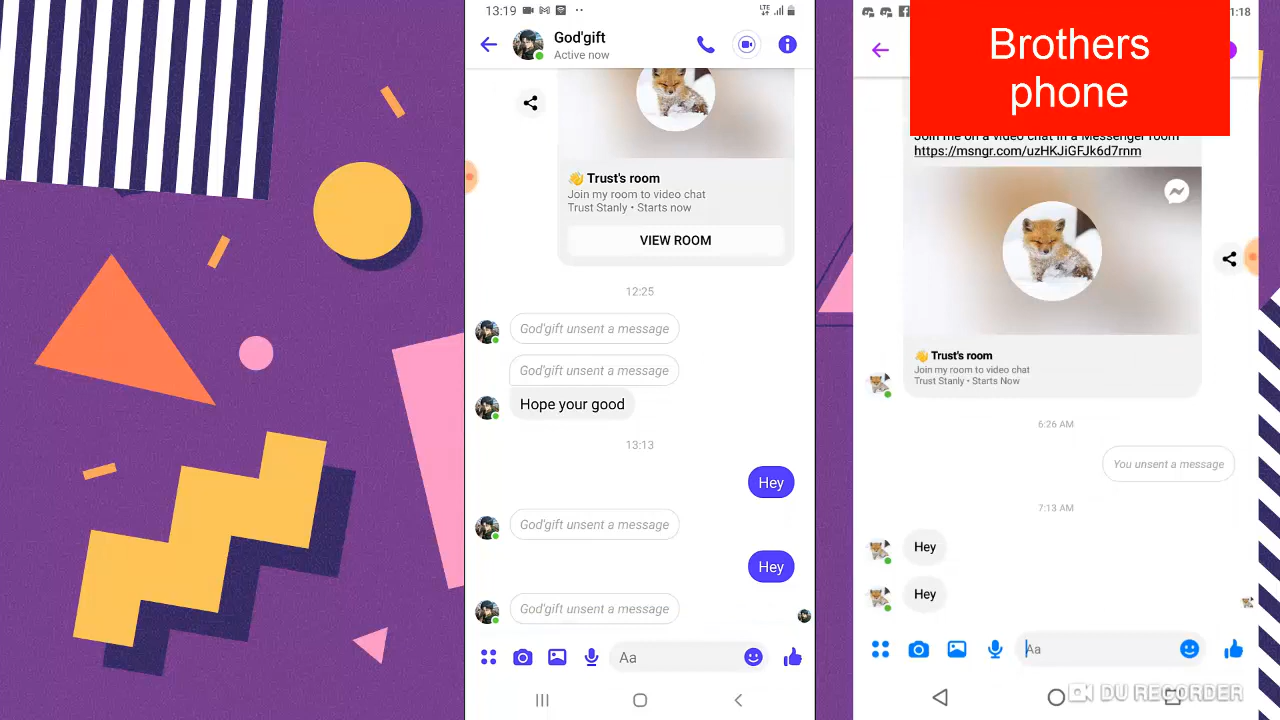 13:19
LTE
God'gift
Active now
👋 Trust's room
Join my room to video chat
Trust Stanly • Starts now
VIEW ROOM
12:25
God'gift unsent a message
God'gift unsent a message
Hope your good
13:13
Hey
God'gift unsent a message
Hey
God'gift unsent a message
Aa
1:18
Brothers
phone
Join me on a video chat in a Messenger room
https://msngr.com/uzHKJiGFJk6d7rnm
👋 Trust's room
Join my room to video chat
Trust Stanly • Starts Now
6:26 AM
You unsent a message
7:13 AM
Hey
Hey
Aa
DU RECORDER